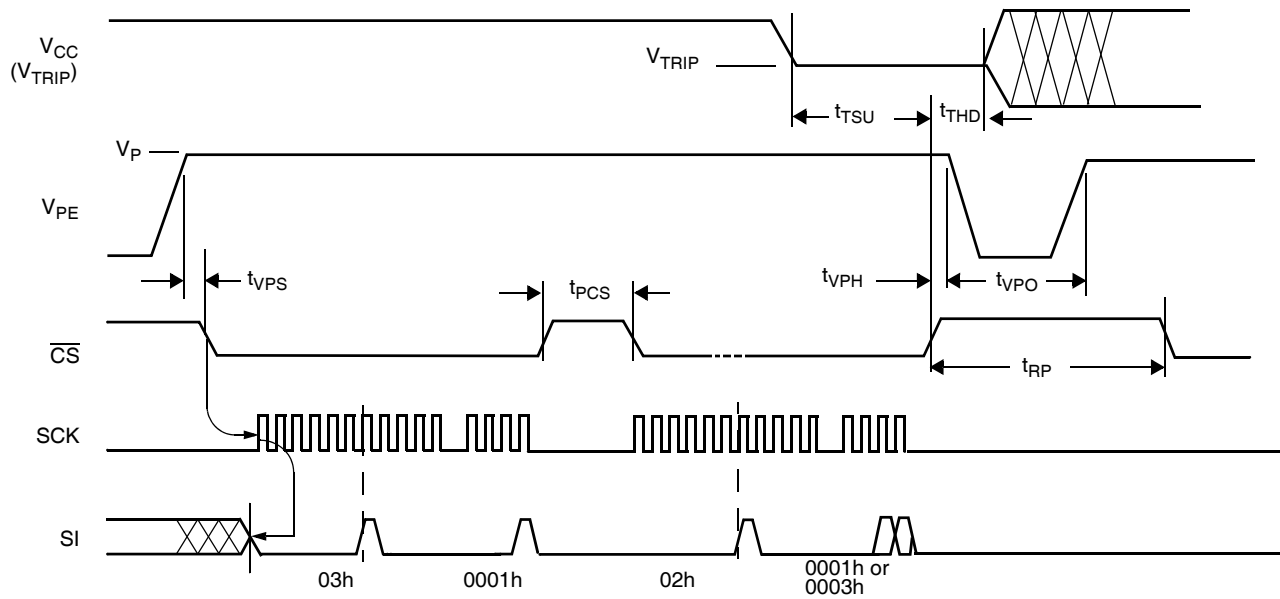 V_CC
(V_TRIP)
V_TRIP
t_TSU
t_THD
V_P
V_PE
t_VPS
t_PCS
t_VPH
t_VPO
C̅S̅
t_RP
SCK
SI
03h
0001h
02h
0001h or
0003h